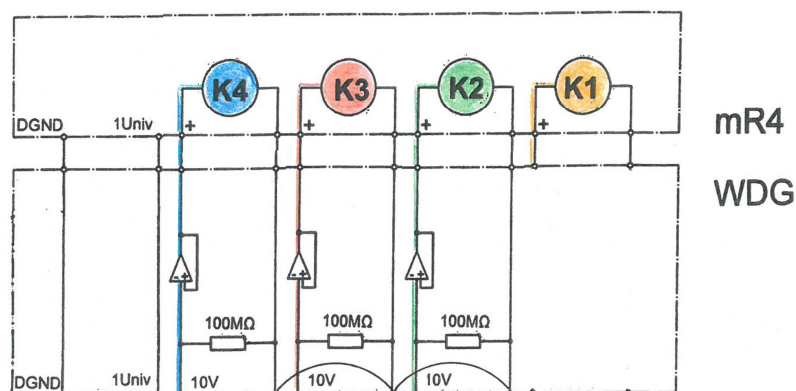 K4 K3 K2 K1
DGND 1Univ + + + +
mR4
WDG
- + - + - +
100MΩ 100MΩ 100MΩ
DGND 1Univ 10V 10V 10V